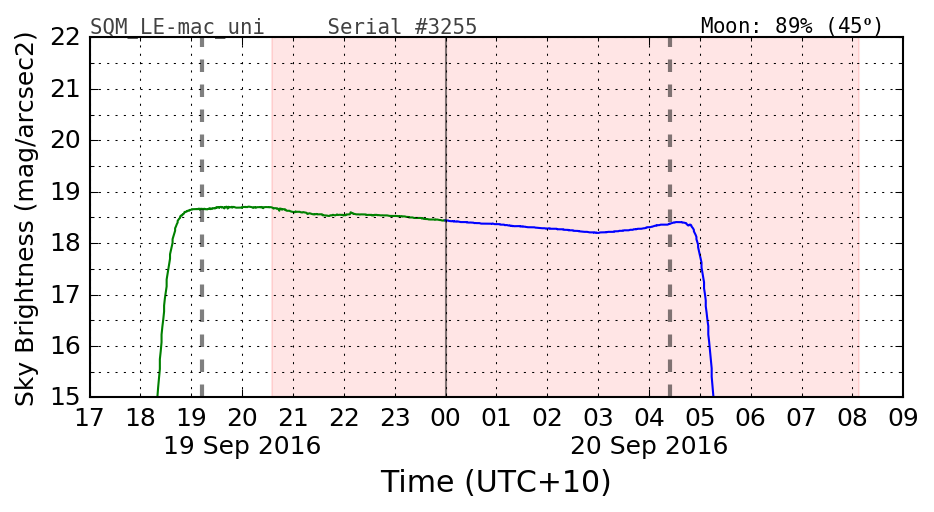 SQM_LE-mac_uni Serial #3255 Moon: 89% (45°)
22
21
20
19
18
17
16
15
Sky Brightness (mag/arcsec2)
17 18 19 20 21 22 23 00 01 02 03 04 05 06 07 08 09
19 Sep 2016 20 Sep 2016
Time (UTC+10)